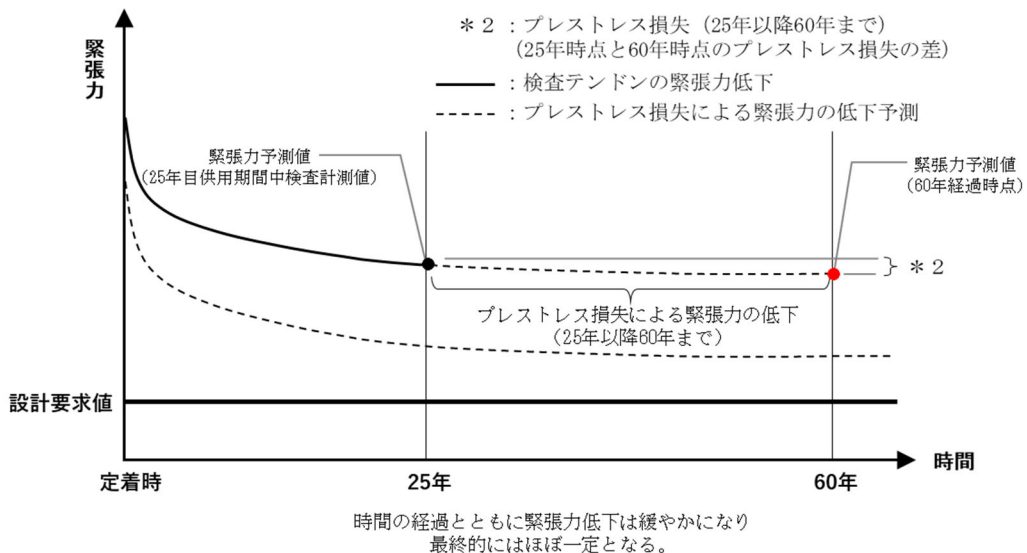 緊張力
＊2：プレストレス損失（25年以降60年まで）
（25年時点と60年時点のプレストレス損失の差）
：検査テンドンの緊張力低下
：プレストレス損失による緊張力の低下予測
緊張力予測値
（25年目供用期間中検査計測値）
緊張力予測値
（60年経過時点）
＊2
プレストレス損失による緊張力の低下
（25年以降60年まで）
設計要求値
時間
定着時
25年
60年
時間の経過とともに緊張力低下は緩やかになり
最終的にはほぼ一定となる。